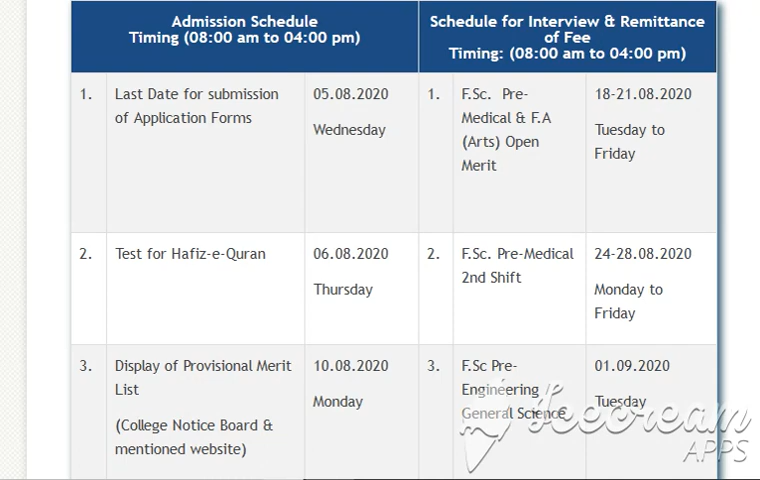 Admission Schedule
Timing (08:00 am to 04:00 pm)
Schedule for Interview & Remittance
of Fee
Timing: (08:00 am to 04:00 pm)
1.
Last Date for submission
of Application Forms
05.08.2020
Wednesday
1.
F.Sc. Pre-
Medical & F.A
(Arts) Open
Merit
18-21.08.2020
Tuesday to
Friday
2.
Test for Hafiz-e-Quran
06.08.2020
Thursday
2.
F.Sc. Pre-Medical
2nd Shift
24-28.08.2020
Monday to
Friday
3.
Display of Provisional Merit
List
(College Notice Board &
mentioned website)
10.08.2020
Monday
3.
F.Sc Pre-
Engineering
General Science
01.09.2020
Tuesday
Icecream
APPS